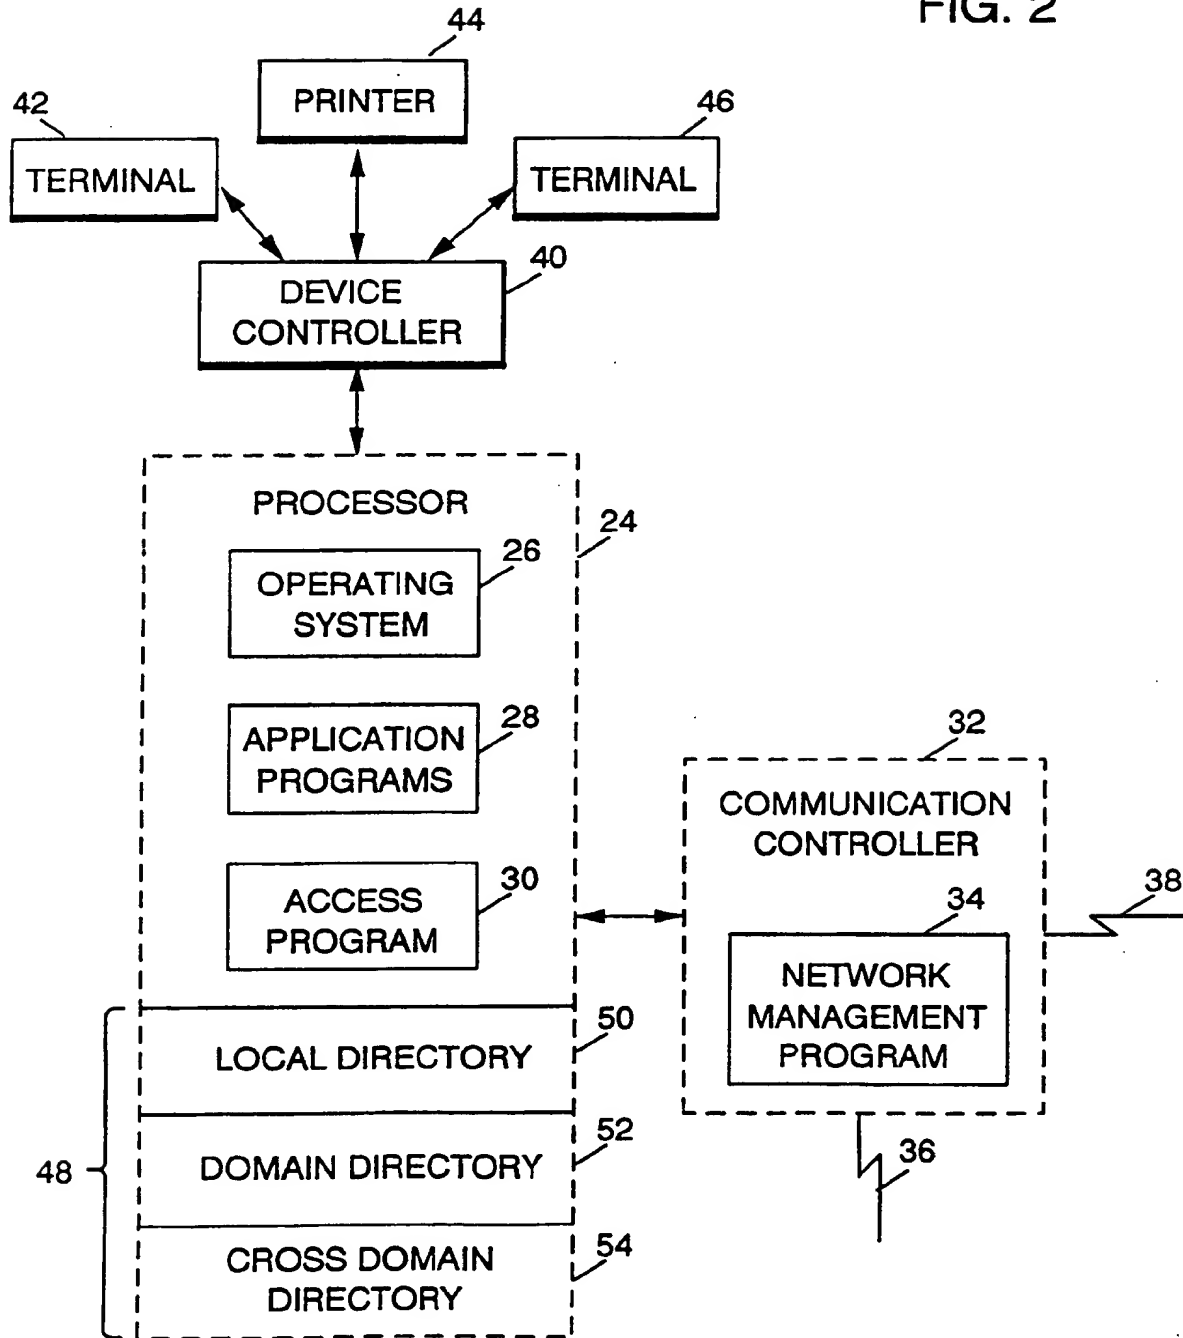 FIG. 2
44
PRINTER
42
TERMINAL
46
TERMINAL
40
DEVICE
CONTROLLER
PROCESSOR
24
26
OPERATING
SYSTEM
28
APPLICATION
PROGRAMS
30
ACCESS
PROGRAM
32
COMMUNICATION
CONTROLLER
34
NETWORK
MANAGEMENT
PROGRAM
38
36
48
50
LOCAL DIRECTORY
52
DOMAIN DIRECTORY
54
CROSS DOMAIN
DIRECTORY